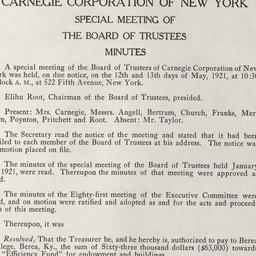 CARNEGIE CORPORATION OF NEW YORK
SPECIAL MEETING OF
THE BOARD OF TRUSTEES
MINUTES
A special meeting of the Board of Trustees of Carnegie Corporation of New
rk was held, on due notice, on the 12th and 13th days of May, 1921, at 10:30
lock A. M., at 522 Fifth Avenue, New York.
Elihu Root, Chairman of the Board of Trustees, presided.
Present: Mrs. Carnegie, Messrs. Angell, Bertram, Church, Franks, Mer
m, Poynton, Pritchett and Root. Absent: Mr. Taylor.
The Secretary read the notice of the meeting and stated that it had been
iled to each member of the Board of Trustees at his address. The notice was
motion placed on file.
The minutes of the special meeting of the Board of Trustees held January
1921, were read. Thereupon the minutes of that meeting were approved a
d.
The minutes of the Eighty-first meeting of the Executive Committee were
d, and on motion were ratified and adopted as and for the acts and proceed
s of this meeting.
Thereupon, it was
Resolved, That the Treasurer be, and he hereby is, authorized to pay to Berea
lege, Berea, Ky., the sum of Sixty-three thousand dollars ($63,000) towards
"Efficiency Fund" for endowment and buildings.